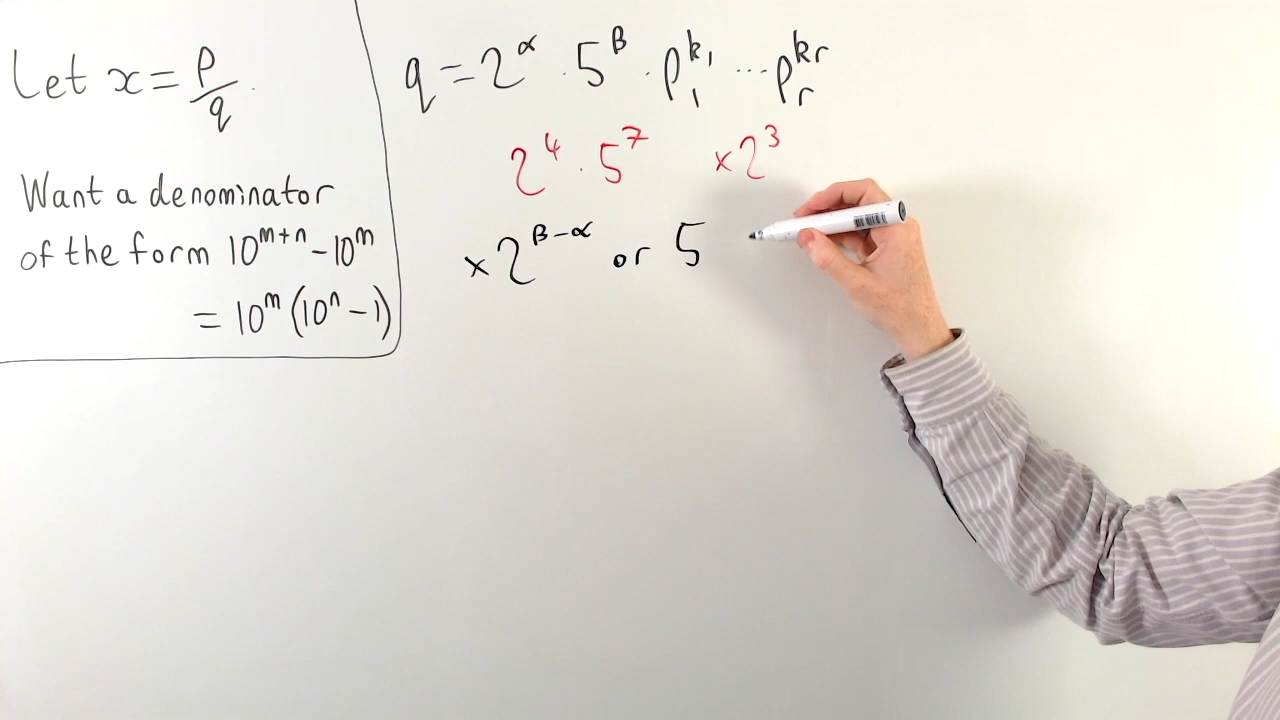 Let x = p/q.
Want a denominator
of the form 10^{m+n} - 10^m
= 10^m (10^n - 1)
q = 2^α · 5^β · p_1^{k_1} ... p_r^{k_r}
2^4 · 5^7 × 2^3
× 2^{β-α} or 5